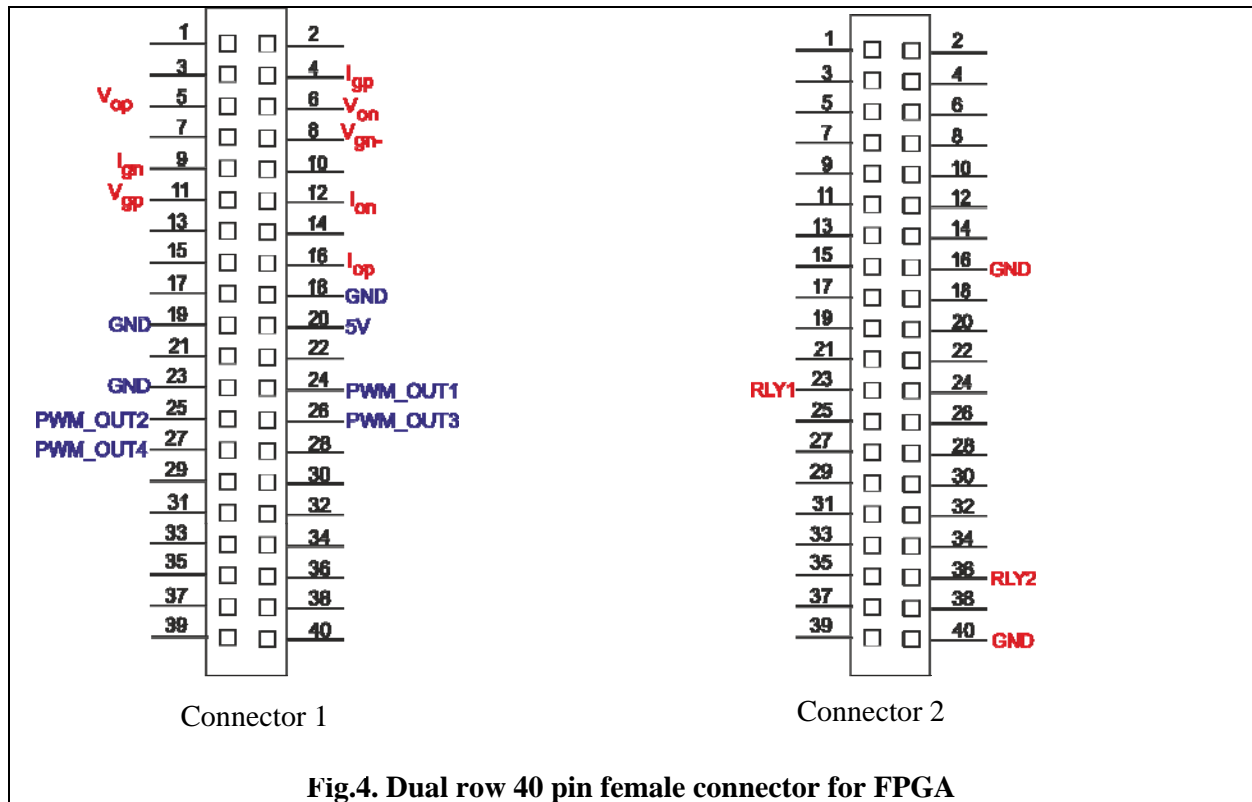 1 2
3 4 Igp
Vop 5 6 Von
7 8 Vgn-
Ign 9 10
Vgp 11 12 Ion
13 14
15 16 Iop
17 18 GND
GND 19 20 5V
21 22
GND 23 24 PWM_OUT1
PWM_OUT2 25 26 PWM_OUT3
PWM_OUT4 27 28
29 30
31 32
33 34
35 36
37 38
39 40
Connector 1
1 2
3 4
5 6
7 8
9 10
11 12
13 14
15 16 GND
17 18
19 20
21 22
RLY1 23 24
25 26
27 28
29 30
31 32
33 34
35 36 RLY2
37 38
39 40 GND
Connector 2
Fig.4. Dual row 40 pin female connector for FPGA